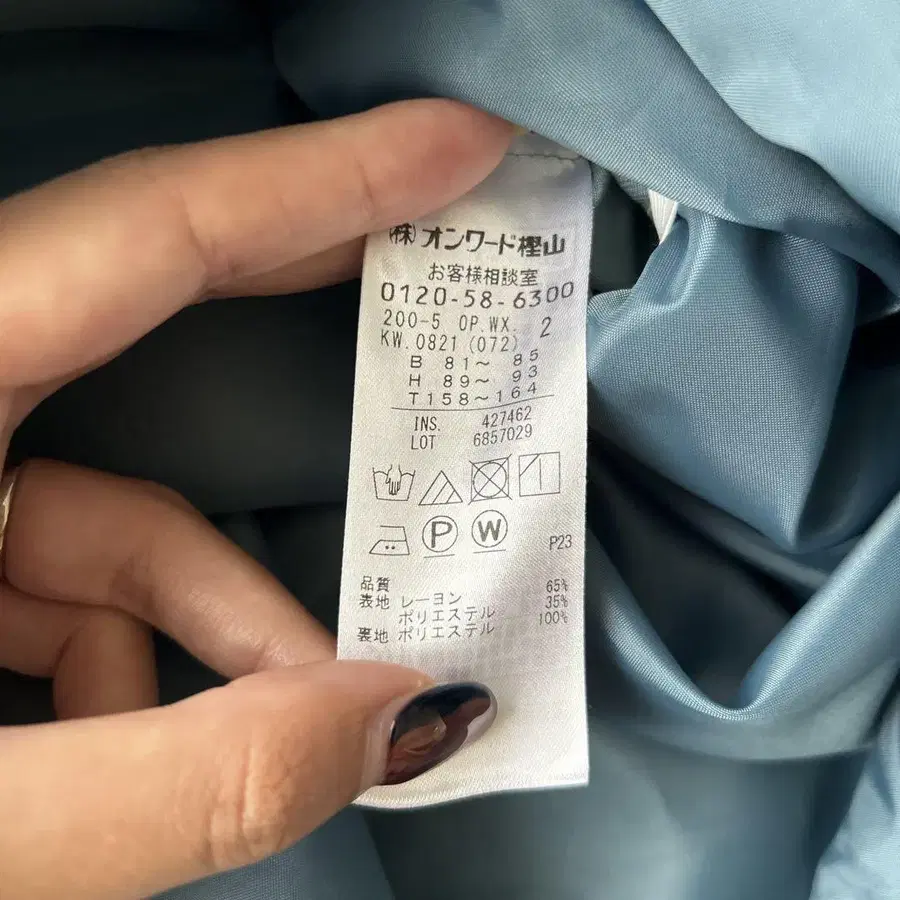 (株)オンワード樫山
お客様相談室
0120-58-6300
200-5 OP.WX. 2
KW.0821(072)
B 81～ 85
H 89～ 93
T158～164
INS. 427462
LOT 6857029
P W P23
品質
表地 レーヨン 65%
ポリエステル 35%
裏地 ポリエステル 100%